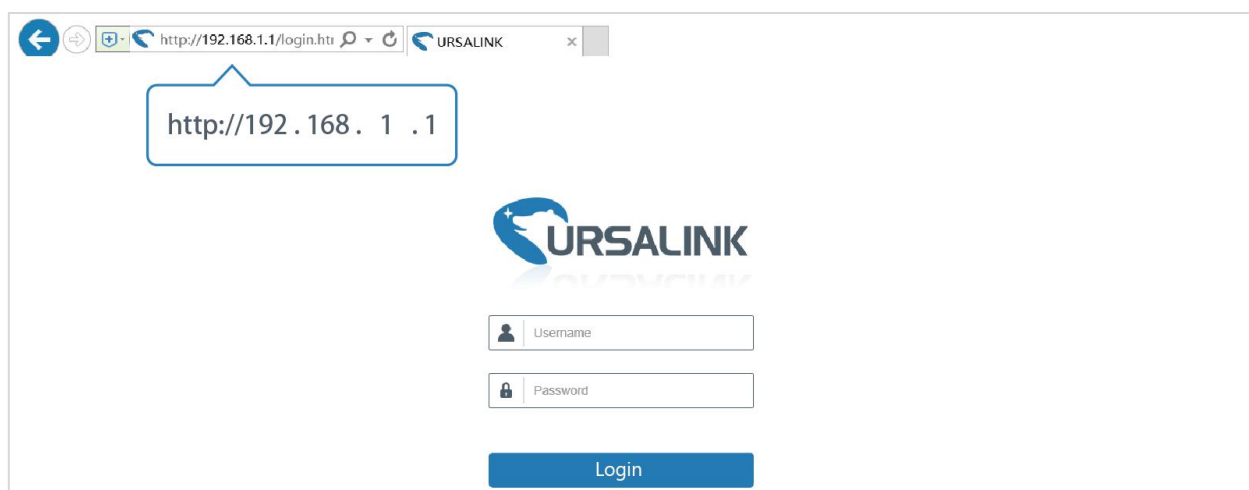 http://192.168.1.1/login.htı URSALINK
http://192.168. 1 .1
URSALINK
Username
Password
Login